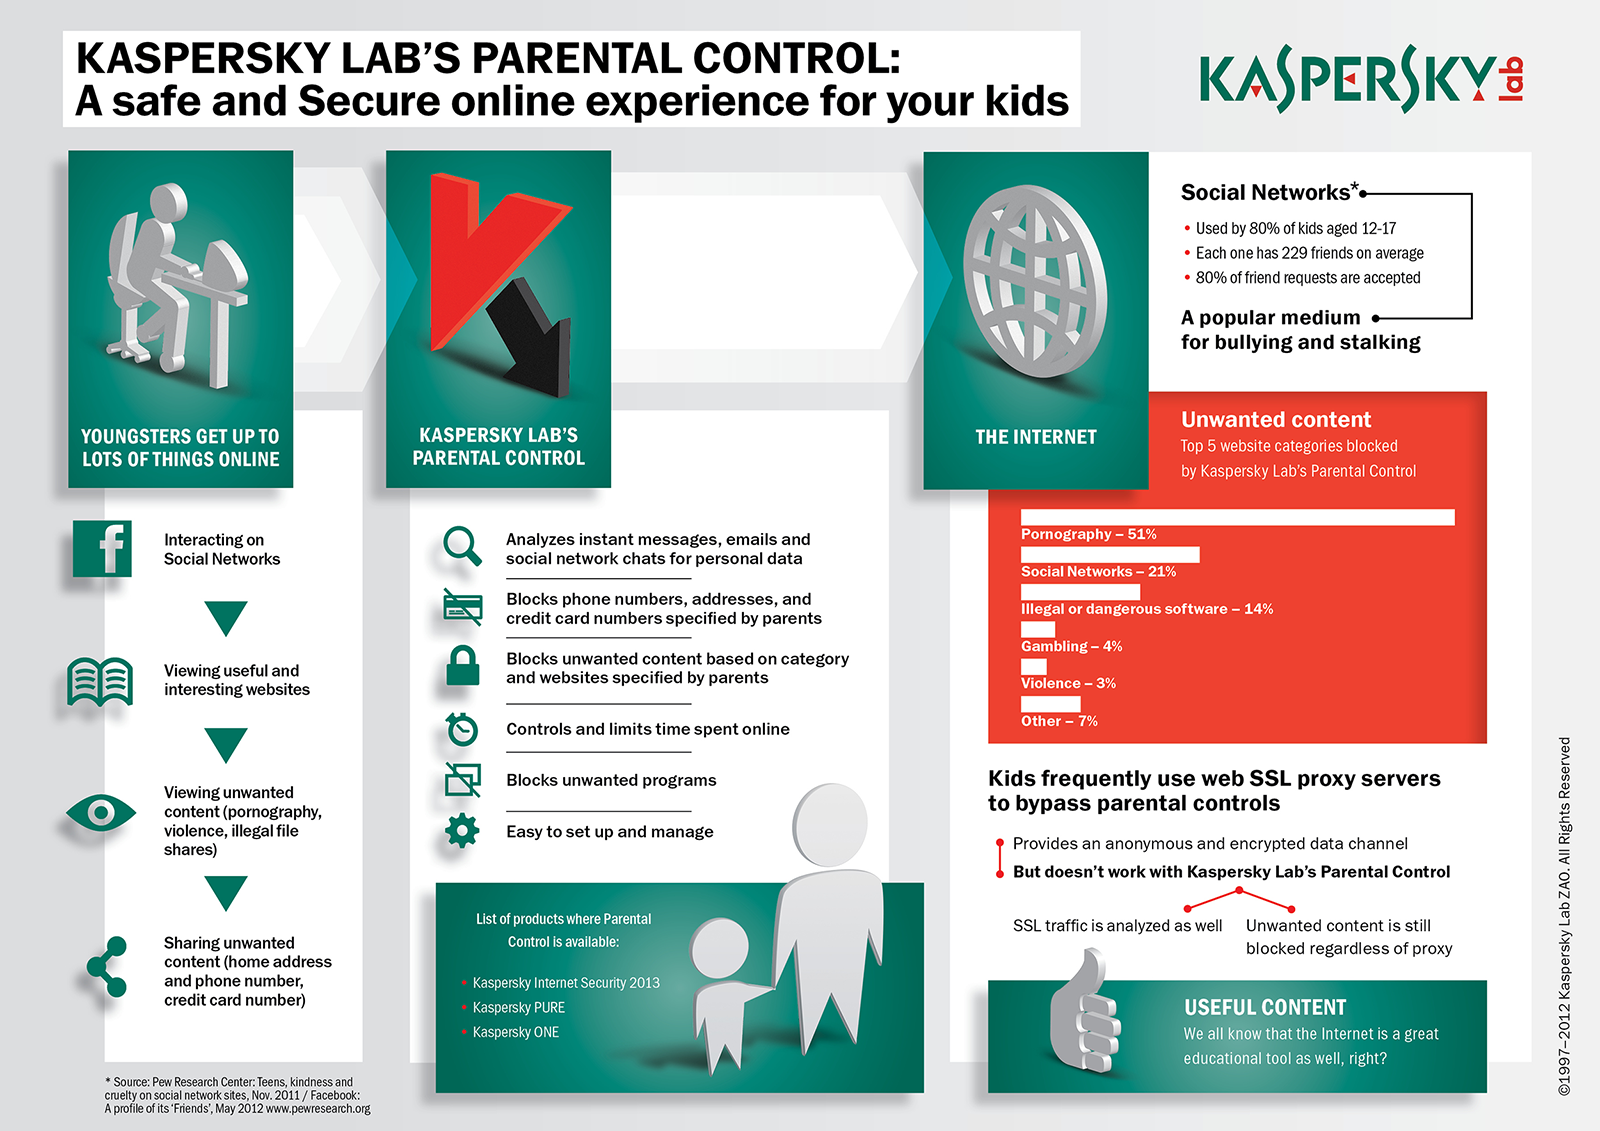 KASPERSKY LAB’S PARENTAL CONTROL:
A safe and Secure online experience for your kids
KASPERSKY lab
YOUNGSTERS GET UP TO
LOTS OF THINGS ONLINE
Interacting on
Social Networks
Viewing useful and
interesting websites
Viewing unwanted
content (pornography,
violence, illegal file
shares)
Sharing unwanted
content (home address
and phone number,
credit card number)
* Source: Pew Research Center: Teens, kindness and
cruelty on social network sites, Nov. 2011 / Facebook:
A profile of its ‘Friends’, May 2012 www.pewresearch.org
KASPERSKY LAB’S
PARENTAL CONTROL
Analyzes instant messages, emails and
social network chats for personal data
Blocks phone numbers, addresses, and
credit card numbers specified by parents
Blocks unwanted content based on category
and websites specified by parents
Controls and limits time spent online
Blocks unwanted programs
Easy to set up and manage
List of products where Parental
Control is available:
• Kaspersky Internet Security 2013
• Kaspersky PURE
• Kaspersky ONE
THE INTERNET
Social Networks*
• Used by 80% of kids aged 12-17
• Each one has 229 friends on average
• 80% of friend requests are accepted
A popular medium
for bullying and stalking
Unwanted content
Top 5 website categories blocked
by Kaspersky Lab’s Parental Control
Pornography – 51%
Social Networks – 21%
Illegal or dangerous software – 14%
Gambling – 4%
Violence – 3%
Other – 7%
Kids frequently use web SSL proxy servers
to bypass parental controls
Provides an anonymous and encrypted data channel
But doesn’t work with Kaspersky Lab’s Parental Control
SSL traffic is analyzed as well
Unwanted content is still
blocked regardless of proxy
USEFUL CONTENT
We all know that the Internet is a great
educational tool as well, right?
©1997–2012 Kaspersky Lab ZAO. All Rights Reserved